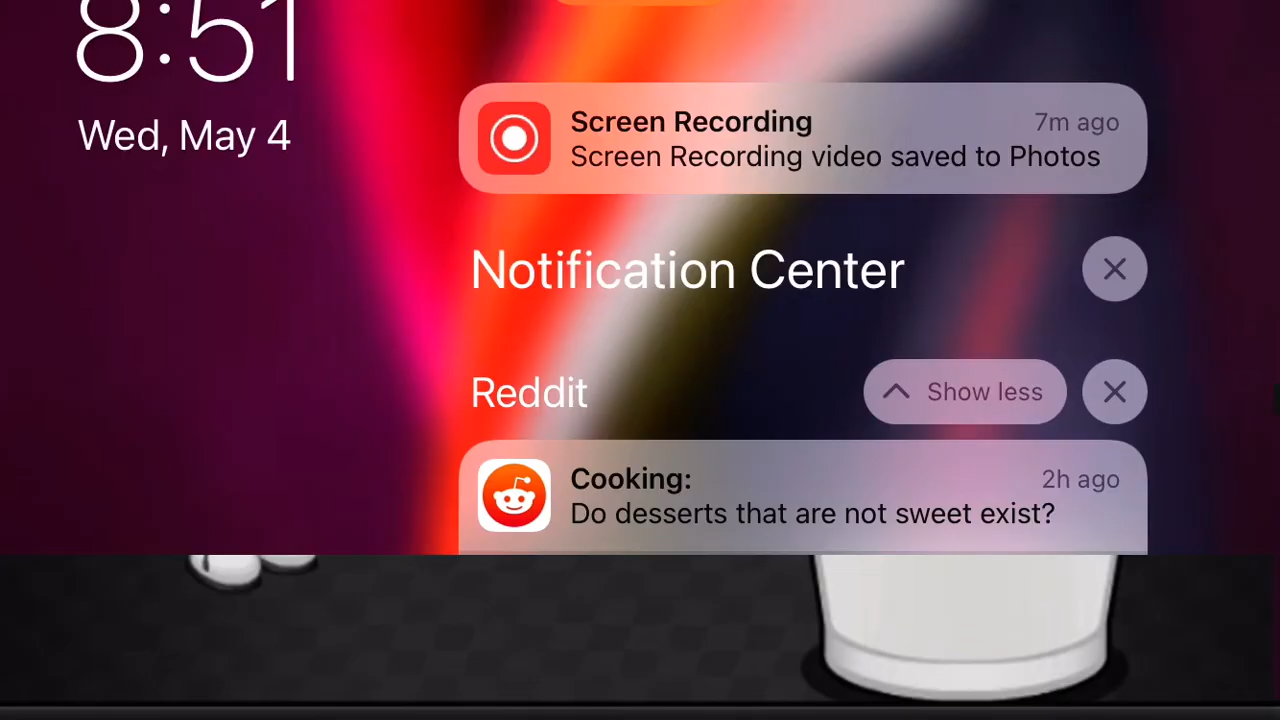 8:51
Wed, May 4
Screen Recording
7m ago
Screen Recording video saved to Photos
Notification Center
Reddit
Show less
Cooking:
2h ago
Do desserts that are not sweet exist?